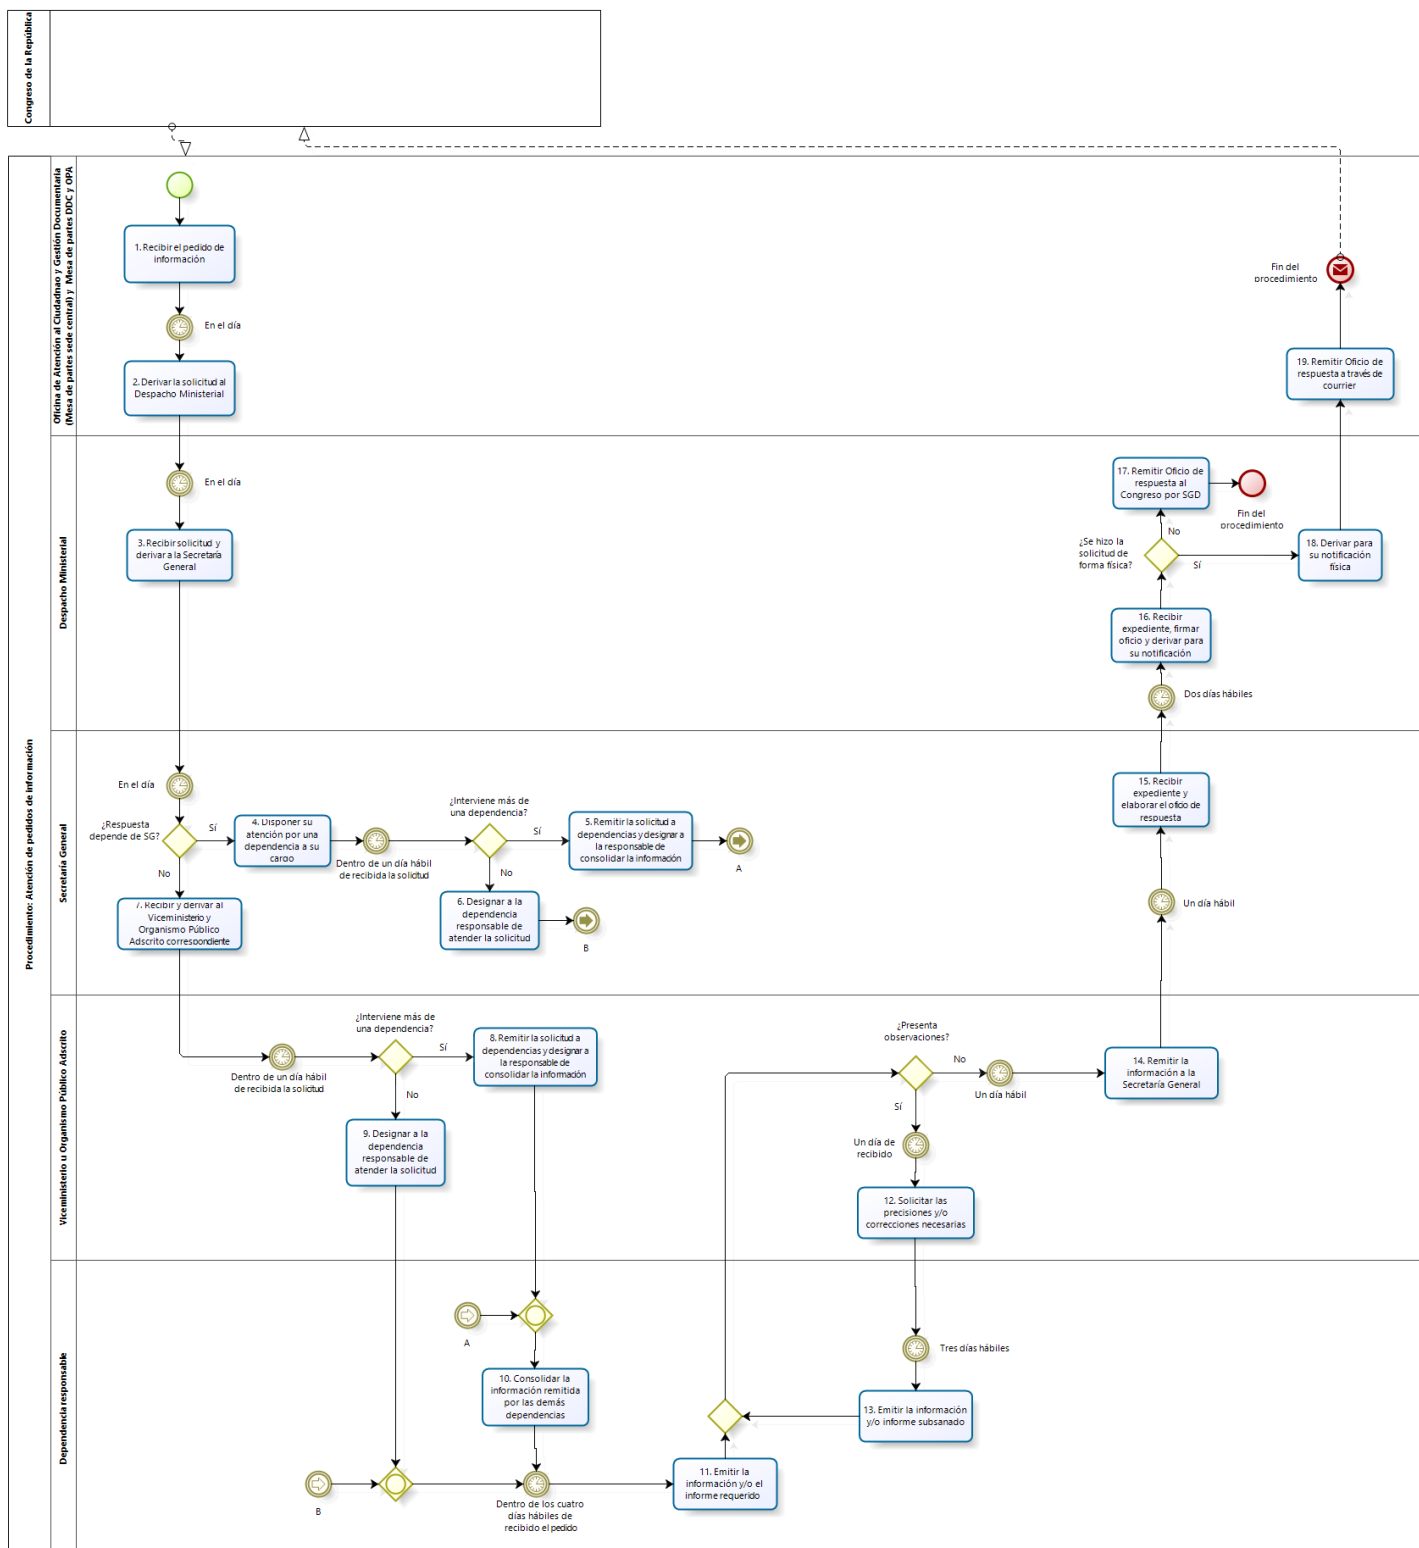 Congreso de la República
Procedimiento: Atención de pedidos de información
Oficina de Atención al Ciudadnao y Gestión Documentaria
(Mesa de partes sede central) y Mesa de partes DDC y OPA
1. Recibir el pedido de
información
En el día
2. Derivar la solicitud al
Despacho Ministerial
Fin del
procedimiento
19. Remitir Oficio de
respuesta a través de
courrier
Despacho Ministerial
En el día
3. Recibir solicitud y
derivar a la Secretaría
General
17. Remitir Oficio de
respuesta al
Congreso por SGD
Fin del
procedimiento
No
¿Se hizo la
solicitud de
forma física?
Sí
18. Derivar para
su notificación
física
16. Recibir
expediente, firmar
oficio y derivar para
su notificación
Dos días hábiles
Secretaría General
En el día
¿Respuesta
depende de SG?
Sí
No
4. Disponer su
atención por una
dependencia a su
cargo
Dentro de un día hábil
de recibida la solicitud
¿Interviene más de
una dependencia?
Sí
No
5. Remitir la solicitud a
dependencias y designar a
la responsable de
consolidar la información
A
6. Designar a la
dependencia
responsable de
atender la solicitud
B
7. Recibir y derivar al
Viceministerio y
Organismo Público
Adscrito correspondiente
15. Recibir
expediente y
elaborar el oficio de
respuesta
Un día hábil
Viceministerio u Organismo Público Adscrito
Dentro de un día hábil
de recibida la solicitud
¿Interviene más de
una dependencia?
Sí
No
8. Remitir la solicitud a
dependencias y designar a
la responsable de
consolidar la información
9. Designar a la
dependencia
responsable de
atender la solicitud
¿Presenta
observaciones?
No
Sí
Un día hábil
14. Remitir la
información a la
Secretaría General
Un día de
recibido
12. Solicitar las
precisiones y/o
correcciones necesarias
Dependencia responsable
A
10. Consolidar la
información remitida
por las demás
dependencias
B
Dentro de los cuatro
días hábiles de
recibido el pedido
11. Emitir la
información y/o el
informe requerido
Tres días hábiles
13. Emitir la información
y/o informe subsanado